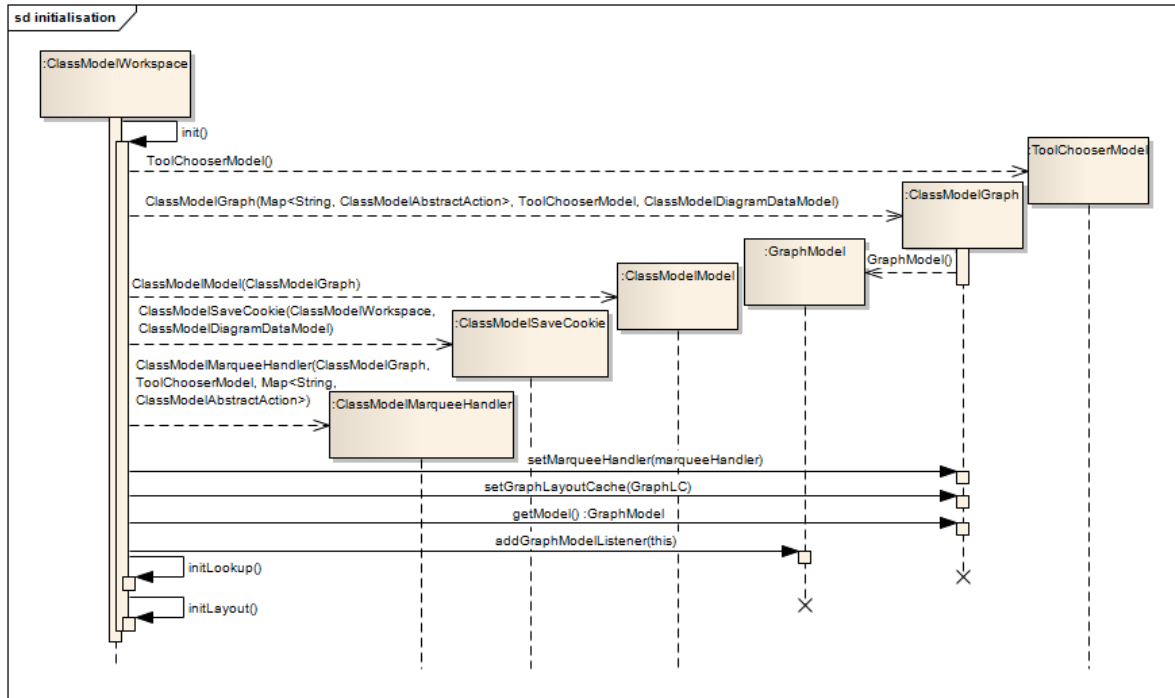 sd initialisation
:ClassModelWorkspace
init()
ToolChooserModel()
:ToolChooserModel
ClassModelGraph(Map<String, ClassModelAbstractAction>, ToolChooserModel, ClassModelDiagramDataModel)
:ClassModelGraph
:GraphModel
GraphModel()
ClassModelModel(ClassModelGraph)
:ClassModelModel
ClassModelSaveCookie(ClassModelWorkspace,
ClassModelDiagramDataModel)
:ClassModelSaveCookie
ClassModelMarqueeHandler(ClassModelGraph,
ToolChooserModel, Map<String,
ClassModelAbstractAction>)
:ClassModelMarqueeHandler
setMarqueeHandler(marqueeHandler)
setGraphLayoutCache(GraphLC)
getModel() :GraphModel
addGraphModelListener(this)
initLookup()
initLayout()